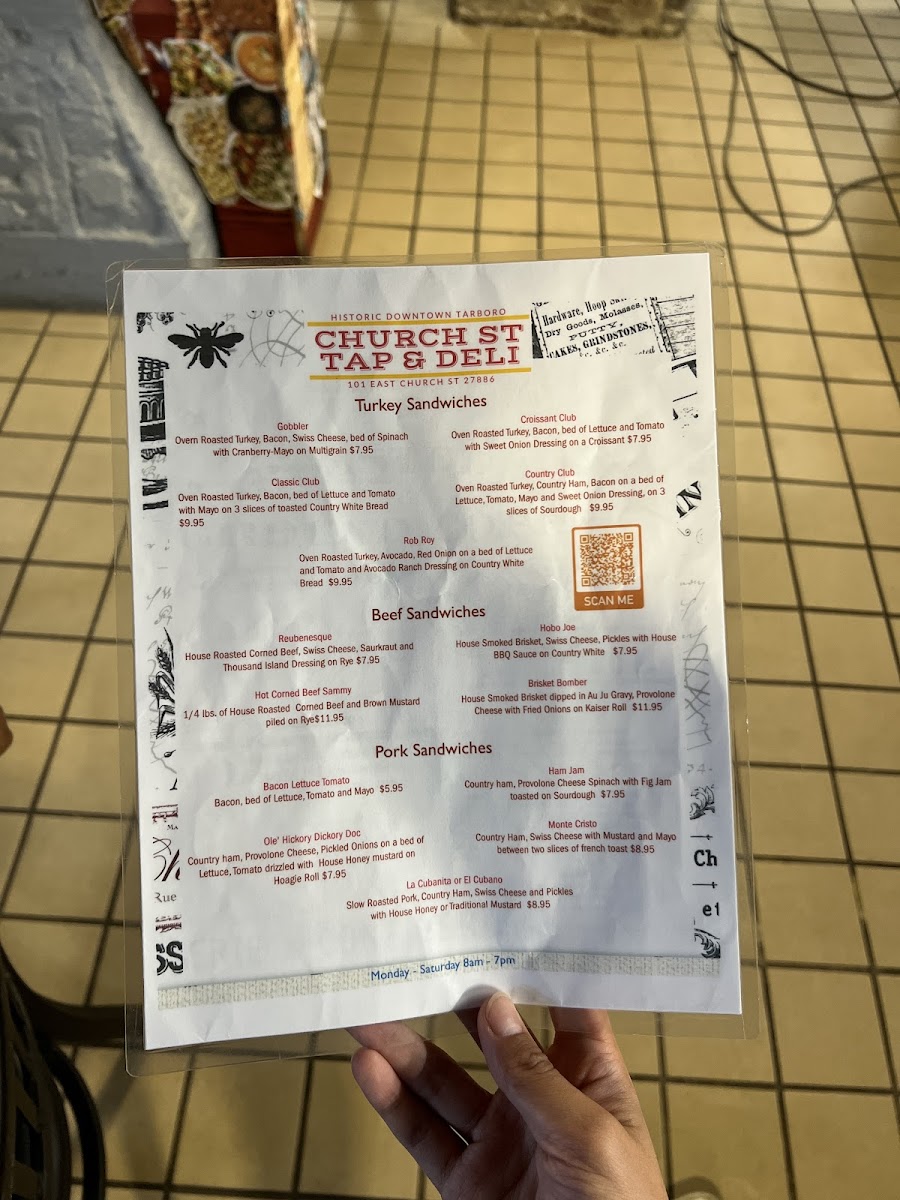 HISTORIC DOWNTOWN TARBORO
CHURCH ST
TAP & DELI
101 EAST CHURCH ST 27886
Hardware, Hoop
Dry Goods, Molasses,
PUTTY,
CAKES, GRINDSTONES,
&c. &c.
Turkey Sandwiches
Gobbler
Overn Roasted Turkey, Bacon, Swiss Cheese, bed of Spinach
with Cranberry-Mayo on Multigrain $7.95
Croissant Club
Oven Roasted Turkey, Bacon, bed of Lettuce and Tomato
with Sweet Onion Dressing on a Croissant $7.95
Classic Club
Oven Roasted Turkey, Bacon, bed of Lettuce and Tomato
with Mayo on 3 slices of toasted Country White Bread
$9.95
Country Club
Oven Roasted Turkey, Country Ham, Bacon on a bed of
Lettuce, Tomato, Mayo and Sweet Onion Dressing, on 3
slices of Sourdough $9.95
Rob Roy
Oven Roasted Turkey, Avocado, Red Onion on a bed of Lettuce
and Tomato and Avocado Ranch Dressing on Country White
Bread $9.95
SCAN ME
Beef Sandwiches
Reubenesque
House Roasted Corned Beef, Swiss Cheese, Saurkraut and
Thousand Island Dressing on Rye $7.95
Hobo Joe
House Smoked Brisket, Swiss Cheese, Pickles with House
BBQ Sauce on Country White $7.95
Hot Corned Beef Sammy
1/4 lbs. of House Roasted Corned Beef and Brown Mustard
piled on Rye$11.95
Brisket Bomber
House Smoked Brisket dipped in Au Ju Gravy, Provolone
Cheese with Fried Onions on Kaiser Roll $11.95
Pork Sandwiches
Bacon Lettuce Tomato
Bacon, bed of Lettuce, Tomato and Mayo $5.95
Ham Jam
Country ham, Provolone Cheese Spinach with Fig Jam
toasted on Sourdough $7.95
Ole' Hickory Dickory Doc
Country ham, Provolone Cheese, Pickled Onions on a bed of
Lettuce, Tomato drizzled with House Honey mustard on
Hoagie Roll $7.95
Monte Cristo
Country Ham, Swiss Cheese with Mustard and Mayo
between two slices of french toast $8.95
La Cubanita or El Cubano
Slow Roasted Pork, Country Ham, Swiss Cheese and Pickles
with House Honey or Traditional Mustard $8.95
Rue
Ch
et
Monday - Saturday 8am - 7pm